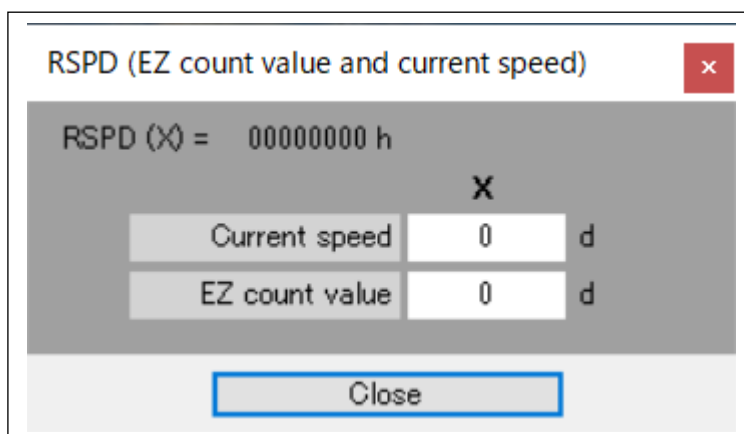 RSPD (EZ count value and current speed) ×
RSPD (X) = 00000000 h
X
Current speed 0 d
EZ count value 0 d
Close